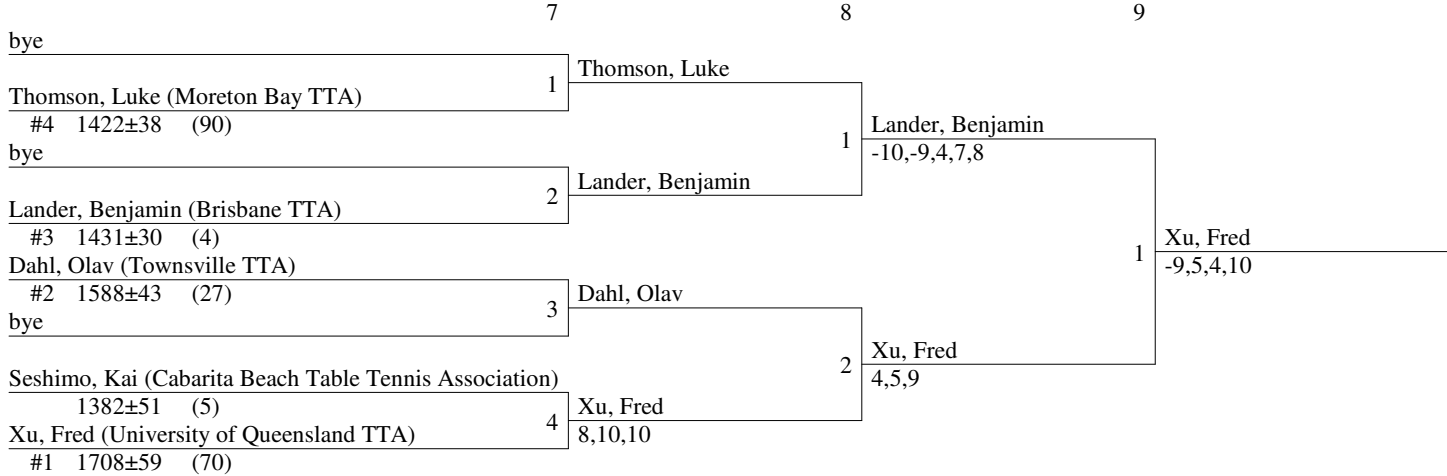 7 8 9
bye
1 Thomson, Luke
Thomson, Luke (Moreton Bay TTA)
#4 1422±38 (90)
1 Lander, Benjamin
-10,-9,4,7,8
bye
2 Lander, Benjamin
Lander, Benjamin (Brisbane TTA)
#3 1431±30 (4)
1 Xu, Fred
-9,5,4,10
Dahl, Olav (Townsville TTA)
#2 1588±43 (27)
3 Dahl, Olav
bye
2 Xu, Fred
4,5,9
Seshimo, Kai (Cabarita Beach Table Tennis Association)
1382±51 (5)
4 Xu, Fred
8,10,10
Xu, Fred (University of Queensland TTA)
#1 1708±59 (70)